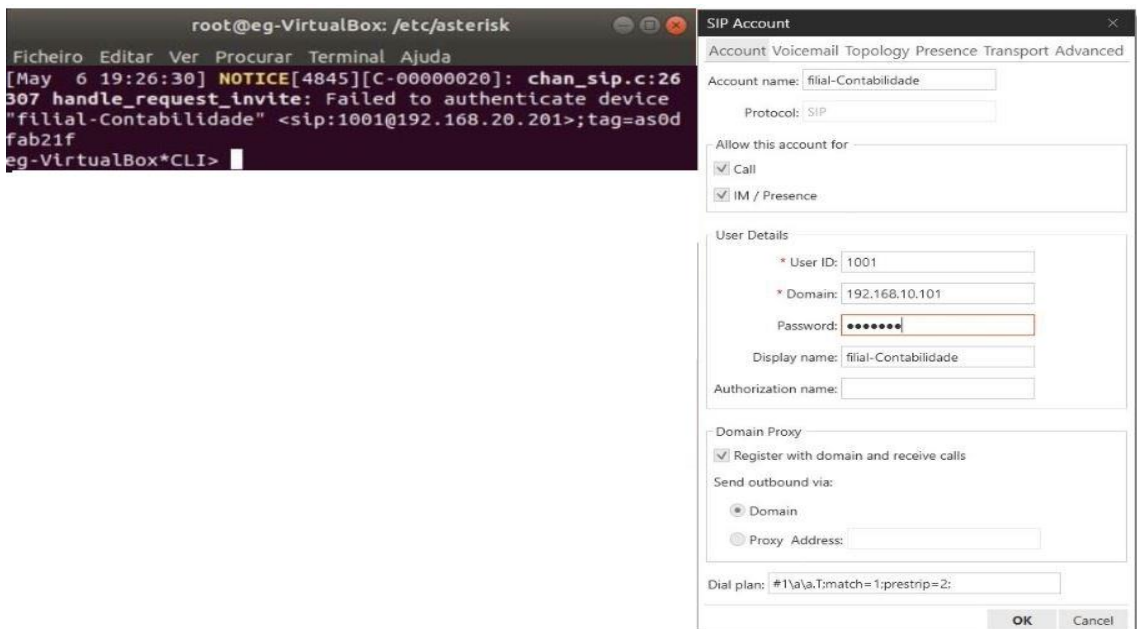 root@eg-VirtualBox: /etc/asterisk
Ficheiro Editar Ver Procurar Terminal Ajuda
[May  6 19:26:30] NOTICE[4845][C-00000020]: chan_sip.c:26
307 handle_request_invite: Failed to authenticate device
"filial-Contabilidade" <sip:1001@192.168.20.201>;tag=as0d
fab21f
eg-VirtualBox*CLI>
SIP Account
Account Voicemail Topology Presence Transport Advanced
Account name: filial-Contabilidade
Protocol: SIP
Allow this account for
Call
IM / Presence
User Details
* User ID: 1001
* Domain: 192.168.10.101
Password: •••••••
Display name: filial-Contabilidade
Authorization name:
Domain Proxy
Register with domain and receive calls
Send outbound via:
Domain
Proxy Address:
Dial plan: #1\a\a.T;match=1;prestrip=2;
OK Cancel